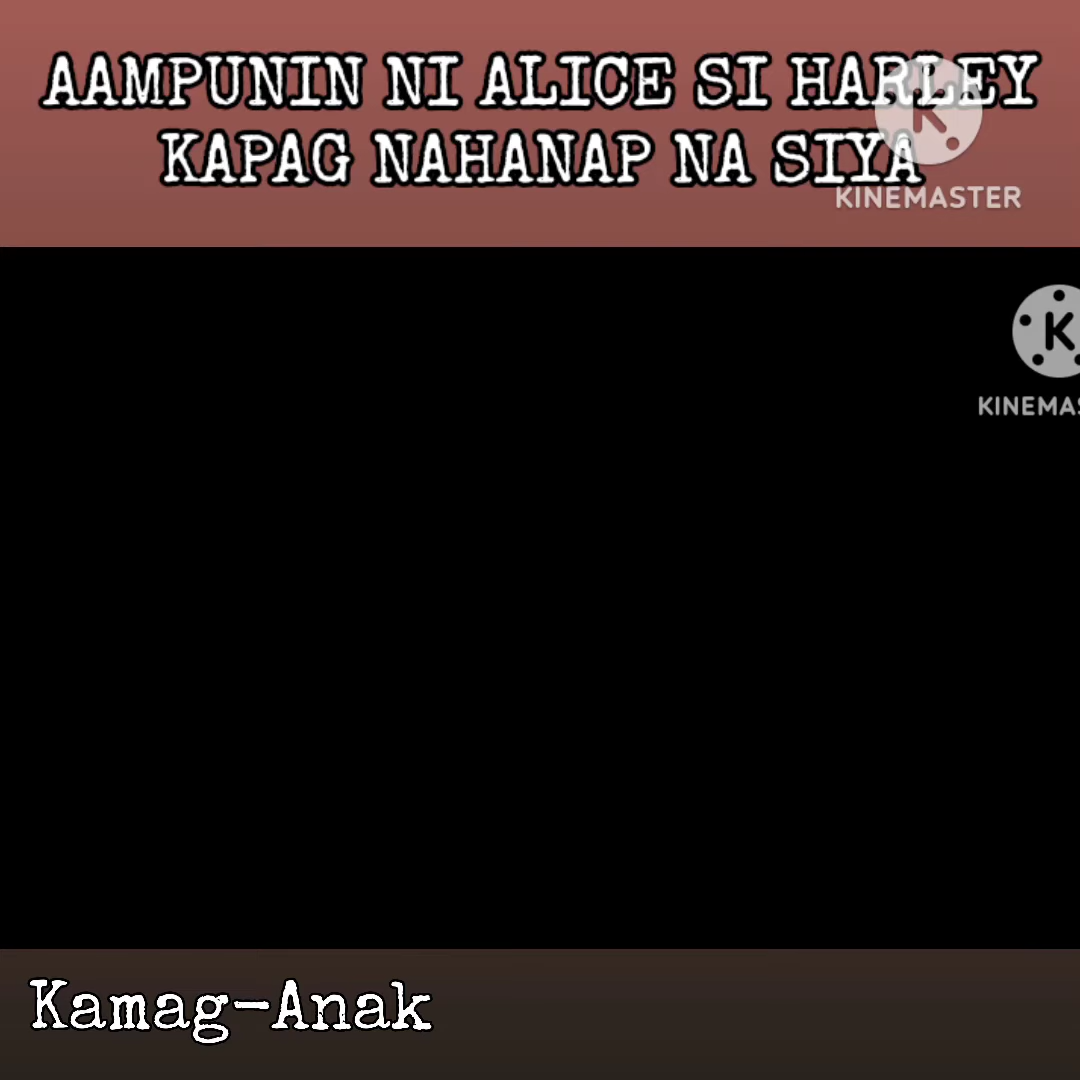 AAMPUNIN NI ALICE SI HARLEY
KAPAG NAHANAP NA SIYA
K
KINEMASTER
K
KINEMAS
Kamag-Anak